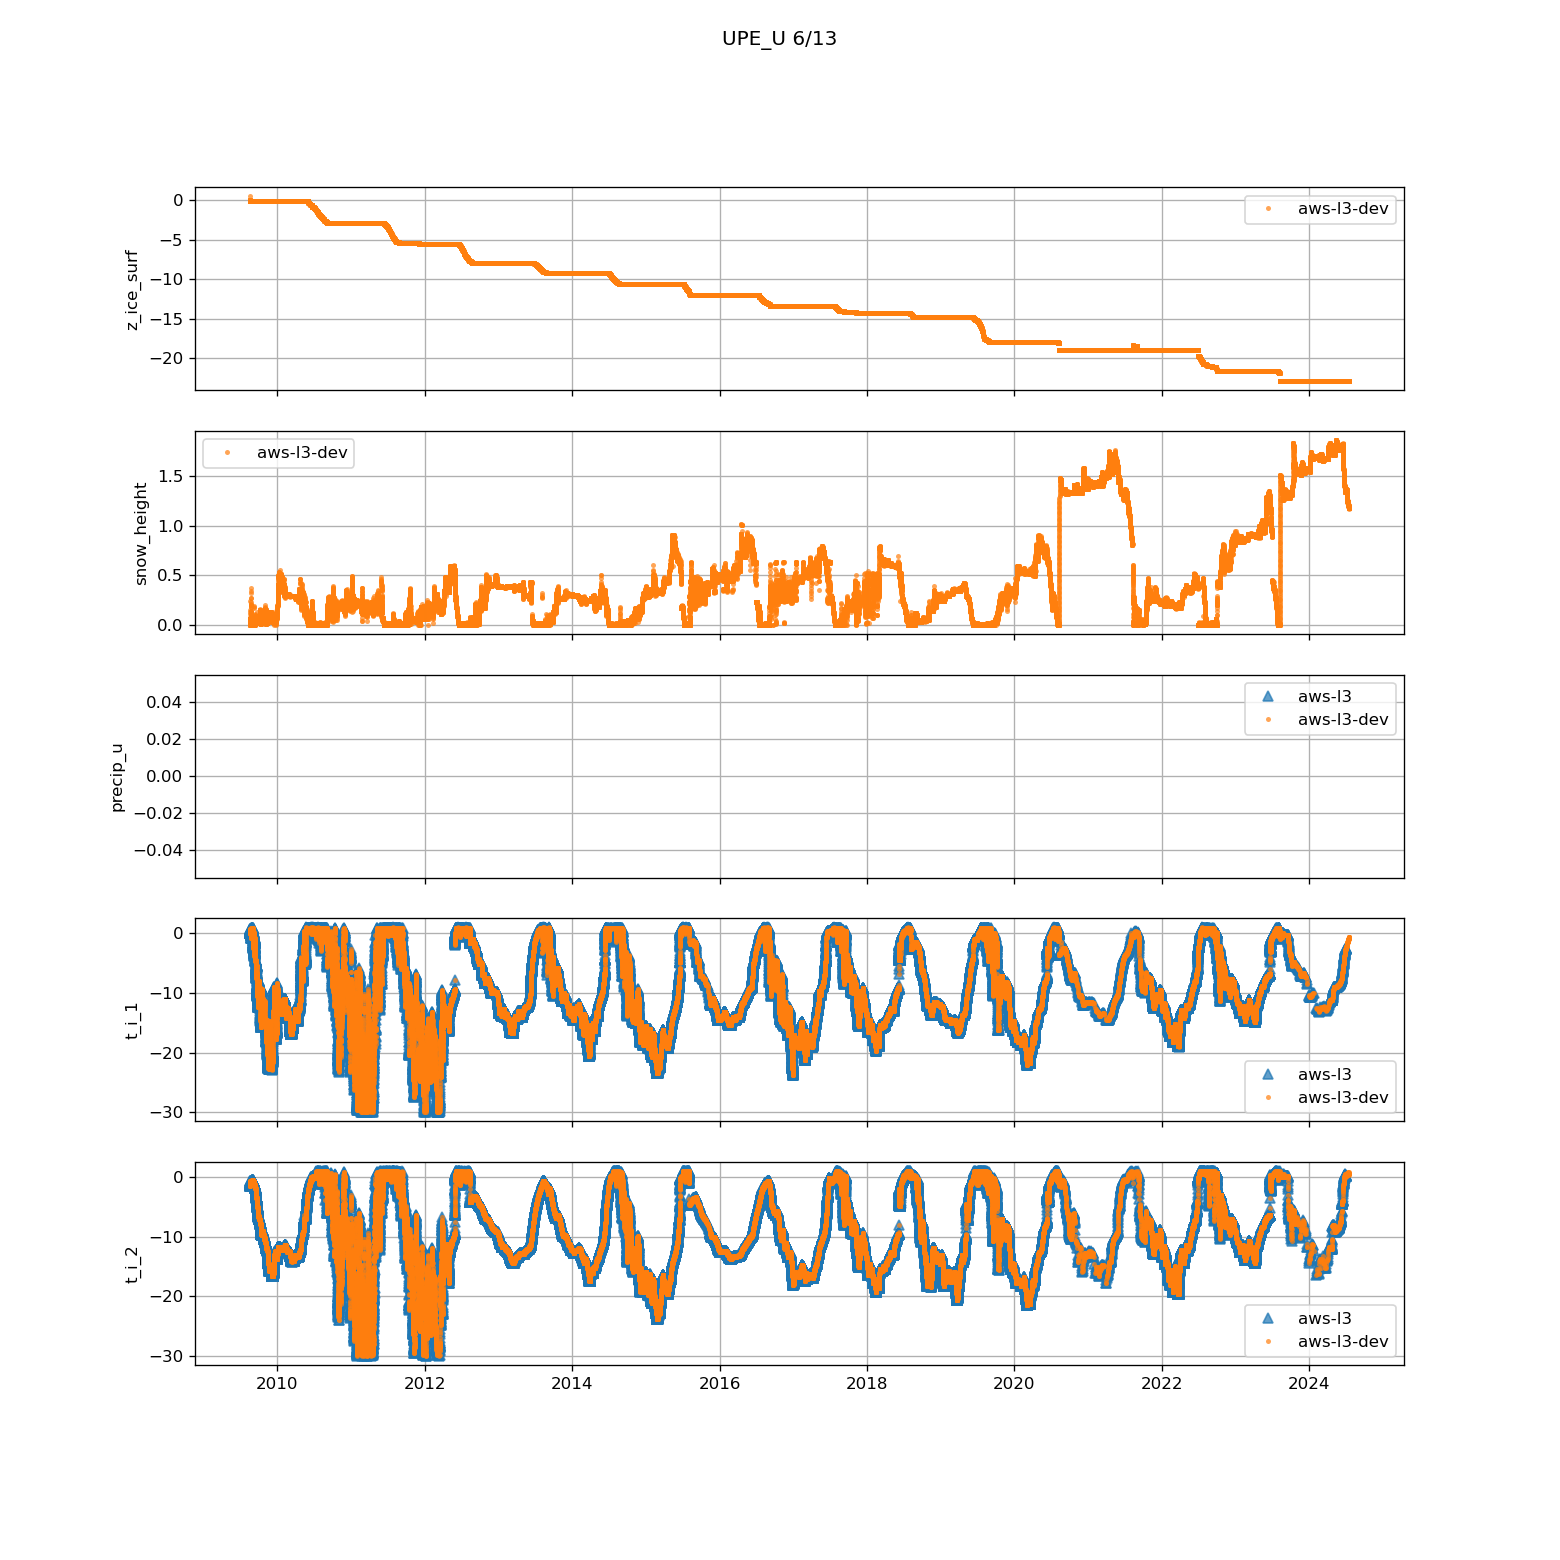 UPE_U 6/13
0
−5
−10
−15
−20
z_ice_surf
aws-l3-dev
1.5
1.0
0.5
0.0
snow_height
aws-l3-dev
0.04
0.02
0.00
−0.02
−0.04
precip_u
aws-l3
aws-l3-dev
0
−10
−20
−30
t_i_1
aws-l3
aws-l3-dev
0
−10
−20
−30
t_i_2
aws-l3
aws-l3-dev
2010 2012 2014 2016 2018 2020 2022 2024